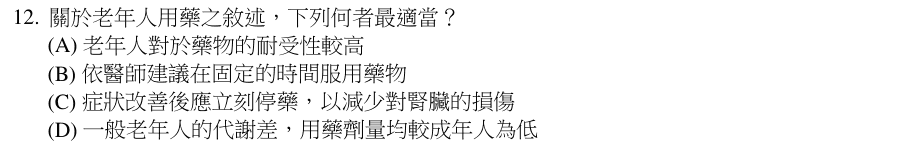 12. 關於老年人用藥之敘述，下列何者最適當？
(A) 老年人對於藥物的耐受性較高
(B) 依醫師建議在固定的時間服用藥物
(C) 症狀改善後應立刻停藥，以減少對腎臟的損傷
(D) 一般老年人的代謝差，用藥劑量均較成年人為低